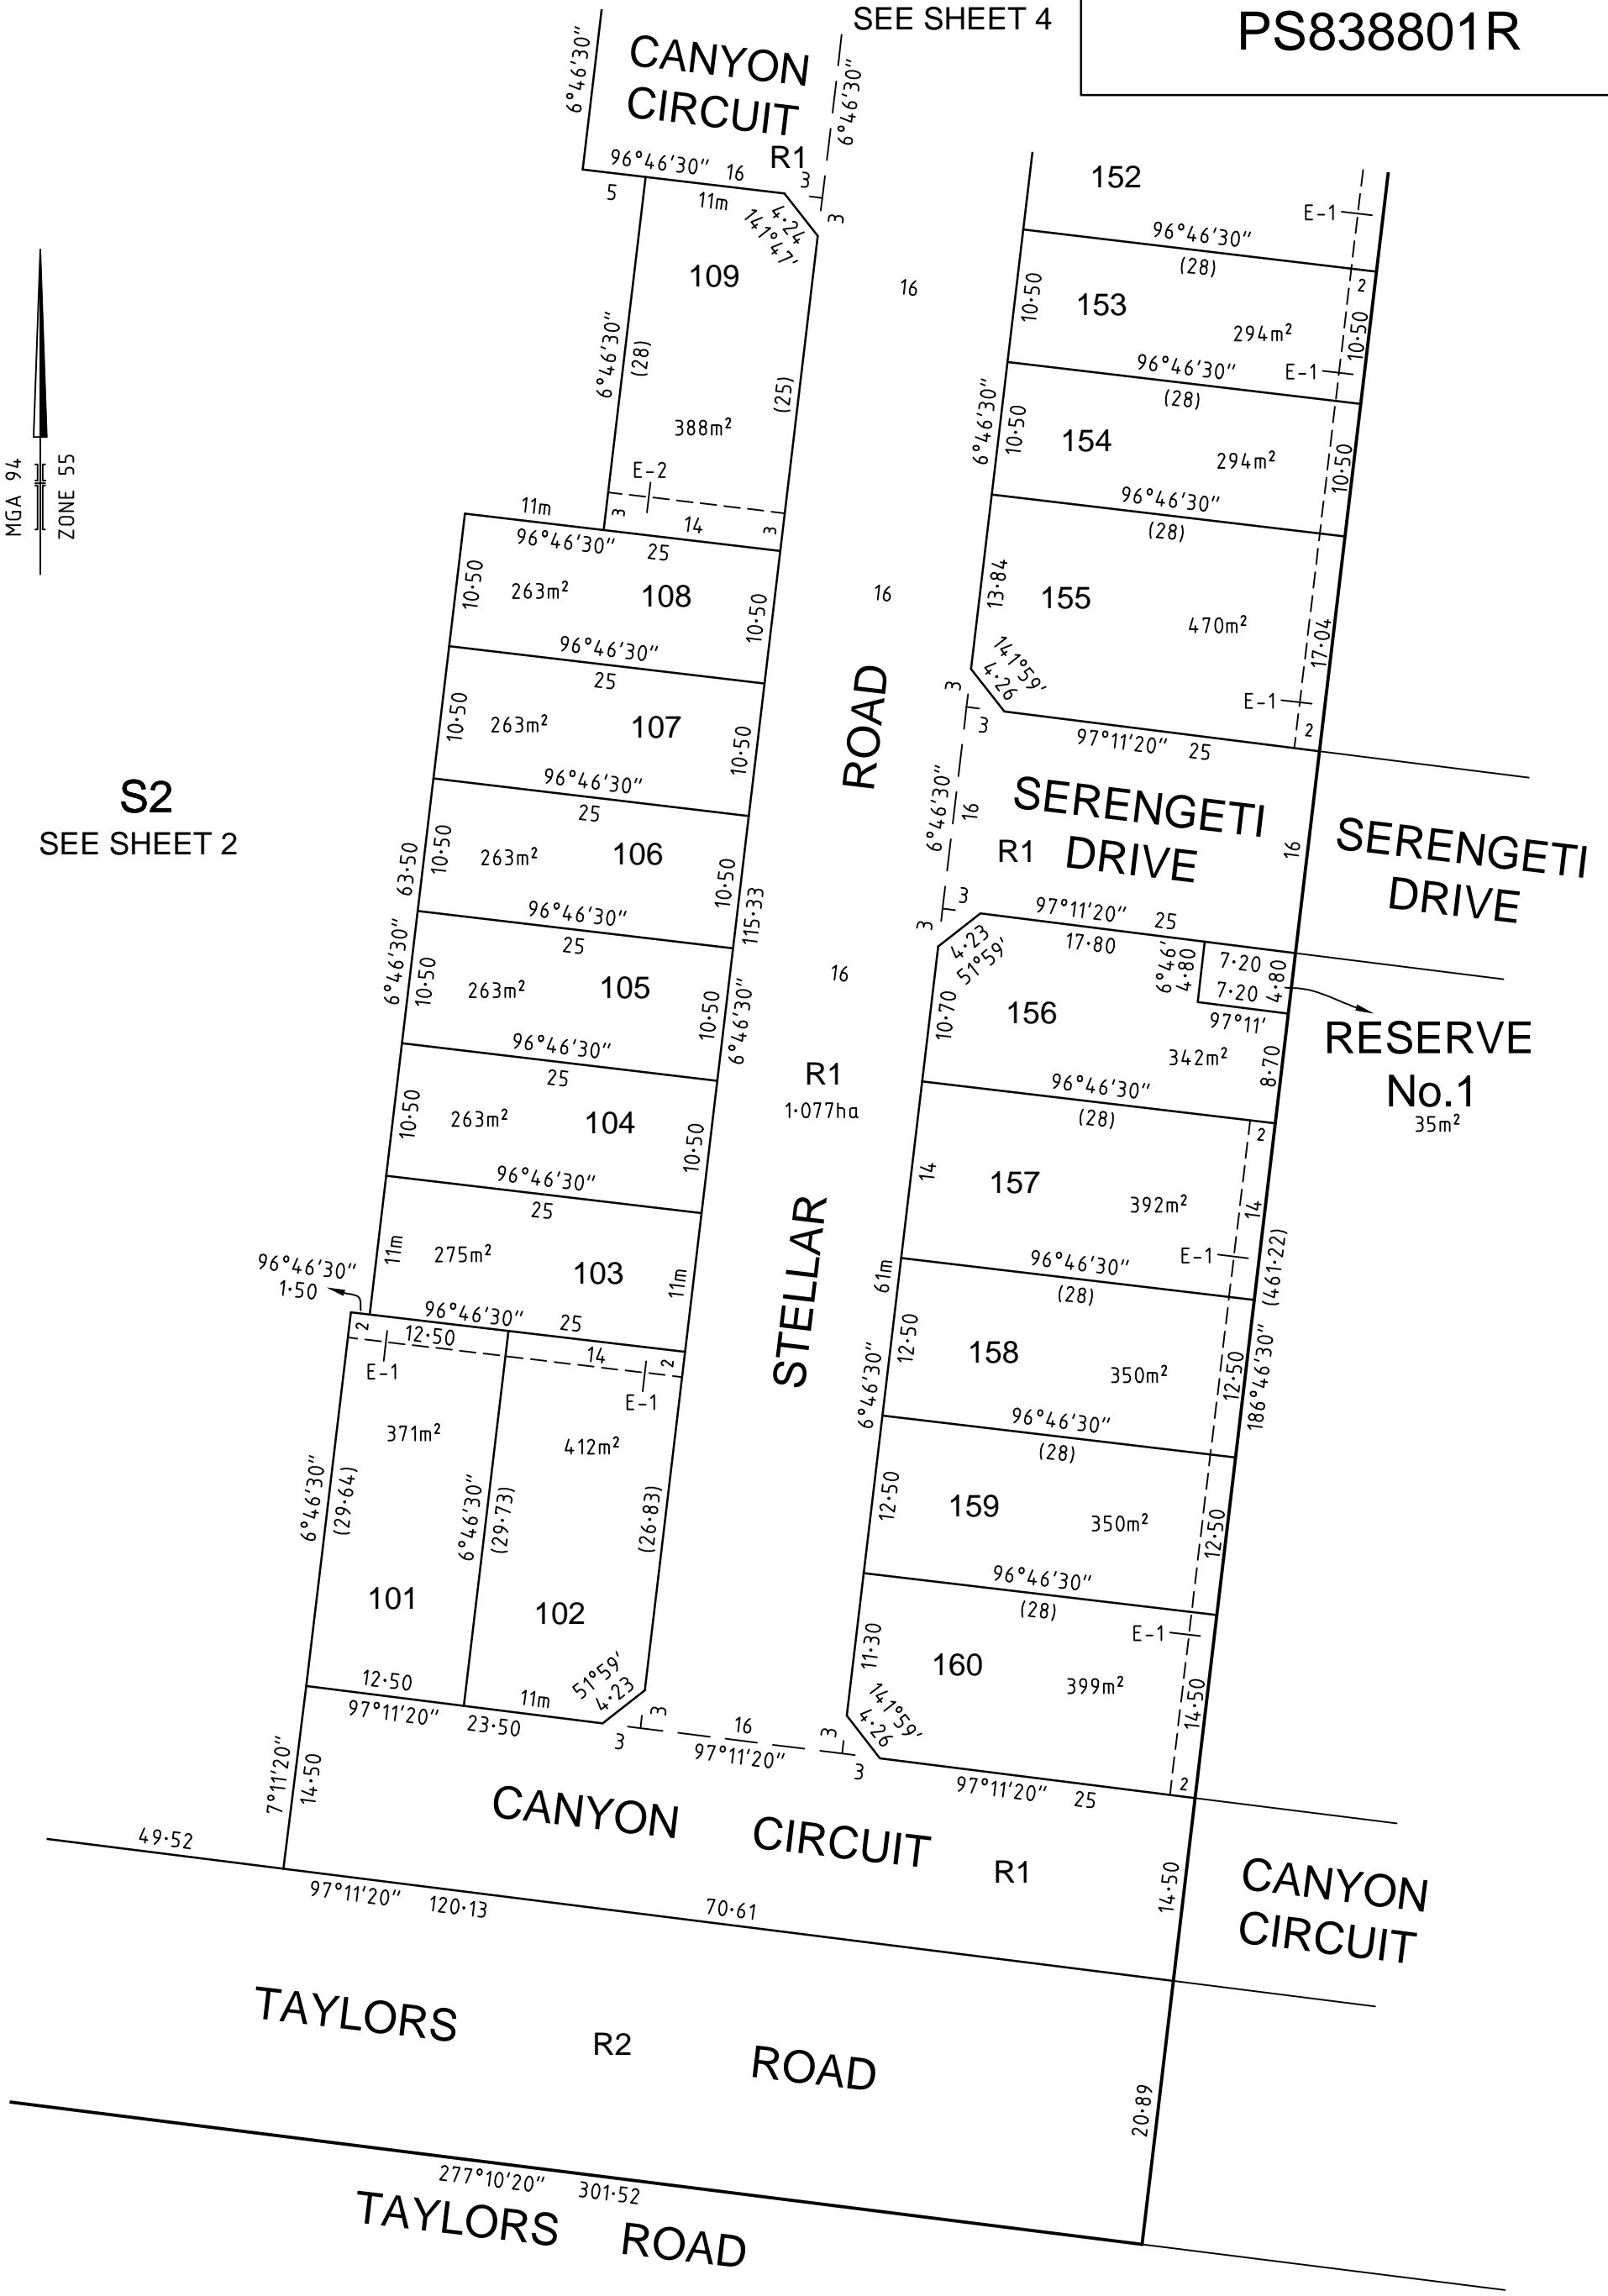 SEE SHEET 4
PS838801R
CANYON
CIRCUIT
R1
6°46'30"
6°46'30"
96°46'30" 16
3
3
5
11m
4·24
141°47'
109
6°46'30"
(28)
(25)
388m²
E-2
3
14
3
16
152
E-1
96°46'30"
(28)
2
10·50
153
294m²
10·50
96°46'30"
E-1
(28)
6°46'30"
10·50
154
294m²
10·50
96°46'30"
(28)
13·84
155
470m²
17·04
141°59'
4·26
E-1
2
3
3
97°11'20" 25
MGA 94
ZONE 55
11m
96°46'30"
25
10·50
263m²
108
10·50
96°46'30"
25
10·50
263m²
107
10·50
96°46'30"
25
10·50
263m²
106
10·50
63·50
115·33
96°46'30"
25
6°46'30"
10·50
263m²
105
10·50
6°46'30"
96°46'30"
25
10·50
263m²
104
10·50
96°46'30"
25
11m
275m²
103
11m
96°46'30"
1·50
96°46'30"
25
S2
SEE SHEET 2
16
ROAD
16
R1
1·077ha
STELLAR
6°46'30"
16
SERENGETI
DRIVE
R1
16
SERENGETI
DRIVE
3
3
97°11'20" 25
4·23
51°59'
17·80
6°46'
4·80
7·20
7·20
4·80
97°11'
RESERVE
No.1
35m²
10·70
156
342m²
8·70
96°46'30"
(28)
2
14
157
392m²
14
E-1
(461·22)
186°46'30"
61m
6°46'30"
96°46'30"
(28)
12·50
158
350m²
12·50
96°46'30"
(28)
12·50
159
350m²
12·50
96°46'30"
(28)
E-1
11·30
160
399m²
14·50
141°59'
4·26
2
3
3
97°11'20" 25
2
12·50
E-1
14
2
E-1
371m²
412m²
6°46'30"
(29·64)
6°46'30"
(29·73)
(26·83)
101
102
12·50
11m
51°59'
4·23
97°11'20" 23·50
3
3
16
97°11'20"
7°11'20"
14·50
CANYON CIRCUIT
R1
14·50
CANYON
CIRCUIT
49·52
97°11'20" 120·13
70·61
TAYLORS R2 ROAD
20·89
277°10'20" 301·52
TAYLORS ROAD